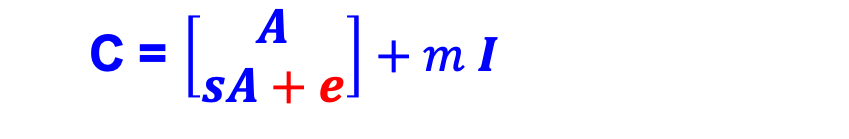 C = [ A
sA + e ] + m I